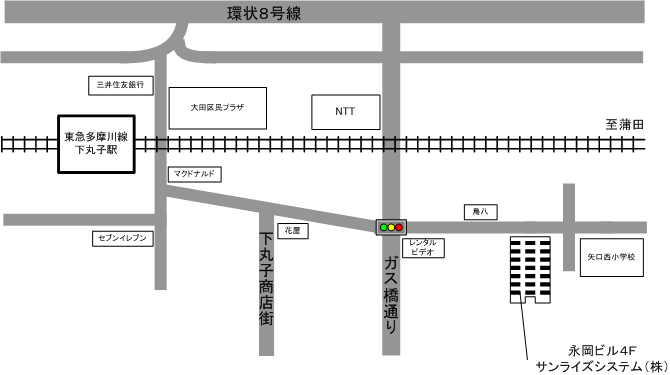 環状8号線
三井住友銀行
大田区民プラザ
NTT
至蒲田
東急多摩川線
下丸子駅
マクドナルド
鳥八
花屋
セブンイレブン
レンタル
ビデオ
下丸子商店街
ガス橋通り
矢口西小学校
永岡ビル4F
サンライズシステム(株)